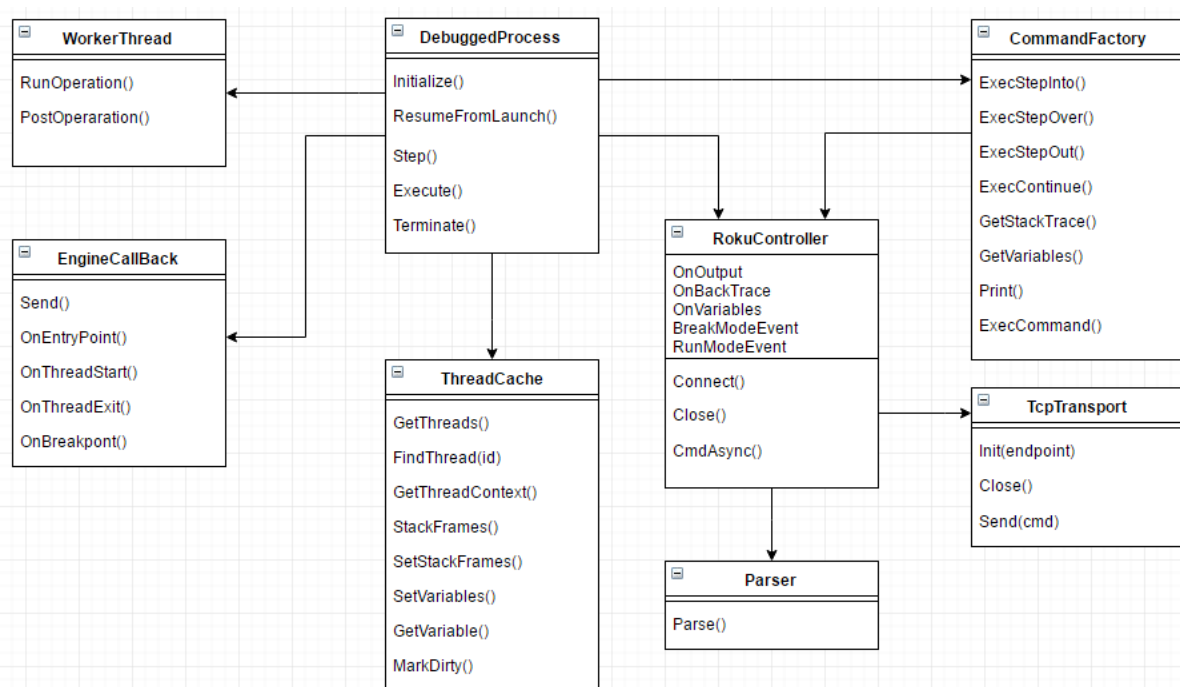 WorkerThread
RunOperation()
PostOperaration()
DebuggedProcess
Initialize()
ResumeFromLaunch()
Step()
Execute()
Terminate()
CommandFactory
ExecStepInto()
ExecStepOver()
ExecStepOut()
ExecContinue()
GetStackTrace()
GetVariables()
Print()
ExecCommand()
EngineCallBack
Send()
OnEntryPoint()
OnThreadStart()
OnThreadExit()
OnBreakpont()
RokuController
OnOutput
OnBackTrace
OnVariables
BreakModeEvent
RunModeEvent
Connect()
Close()
CmdAsync()
ThreadCache
GetThreads()
FindThread(id)
GetThreadContext()
StackFrames()
SetStackFrames()
SetVariables()
GetVariable()
MarkDirty()
TcpTransport
Init(endpoint)
Close()
Send(cmd)
Parser
Parse()